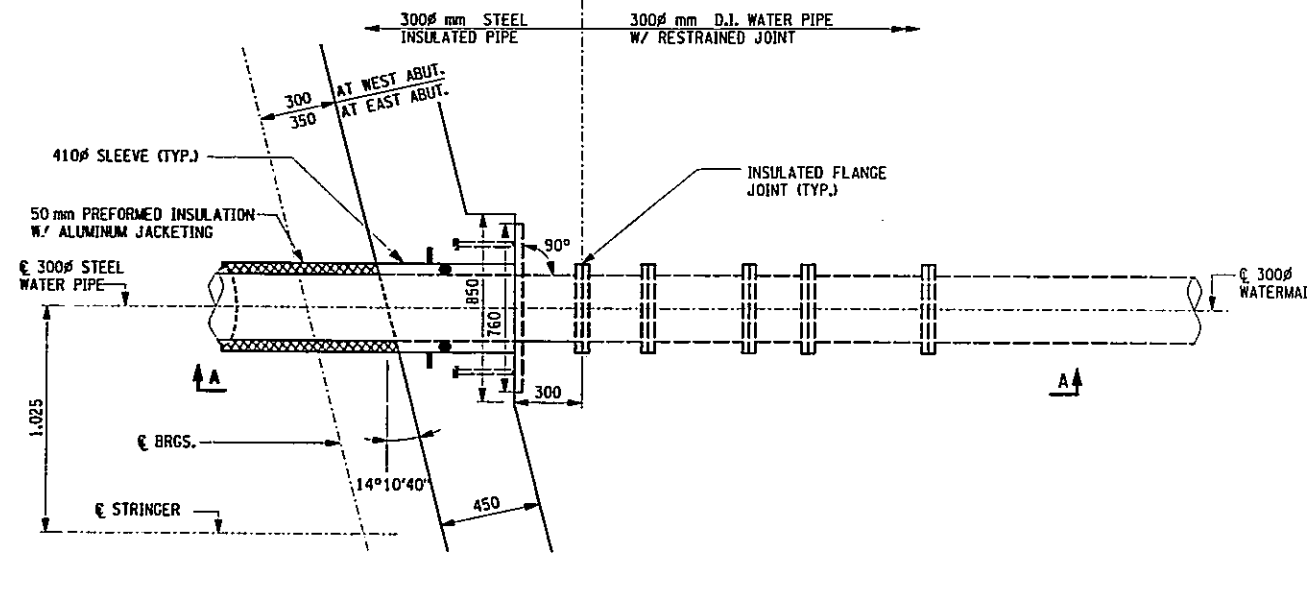 300Ø mm STEEL
INSULATED PIPE
300Ø mm D.I. WATER PIPE
W/ RESTRAINED JOINT
300
350
AT WEST ABUT.
AT EAST ABUT.
410Ø SLEEVE (TYP.)
INSULATED FLANGE
JOINT (TYP.)
50 mm PREFORMED INSULATION
W/ ALUMINUM JACKETING
90°
℄ 300Ø STEEL
WATER PIPE
℄ 300Ø
WATERMAI
850
760
300
A
A
1.025
℄ BRGS.
14°10'40"
450
℄ STRINGER